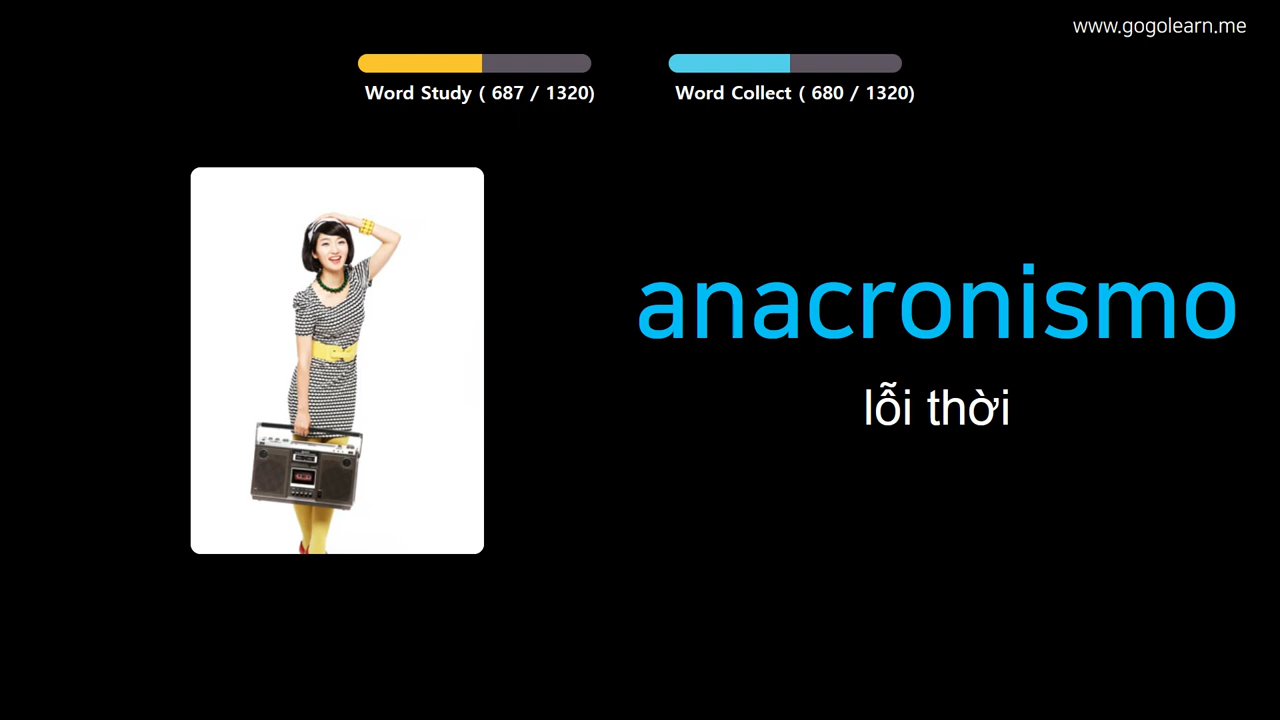 www.gogolearn.me
Word Study ( 687 / 1320)
Word Collect ( 680 / 1320)
anacronismo
lỗi thời